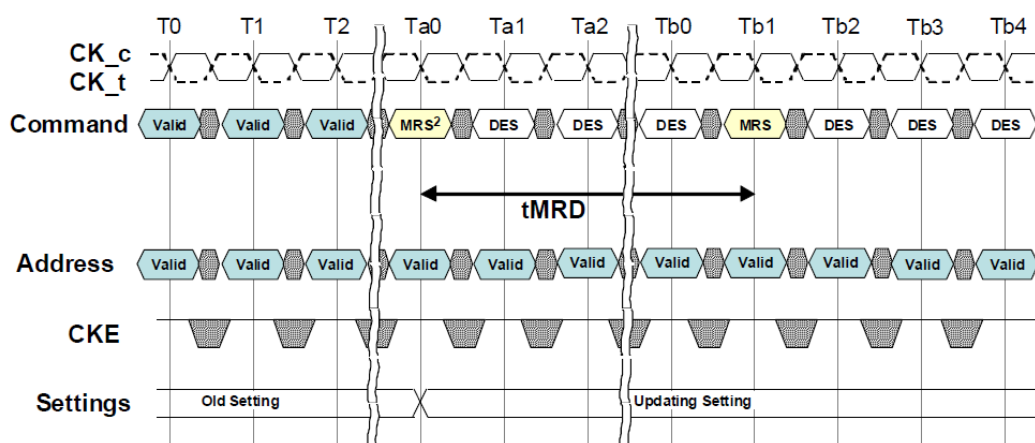 T0 T1 T2 Ta0 Ta1 Ta2 Tb0 Tb1 Tb2 Tb3 Tb4
CK_c
CK_t
Command Valid Valid Valid MRS² DES DES DES MRS DES DES DES
tMRD
Address Valid Valid Valid Valid Valid Valid Valid Valid Valid Valid Valid
CKE
Settings Old Setting Updating Setting